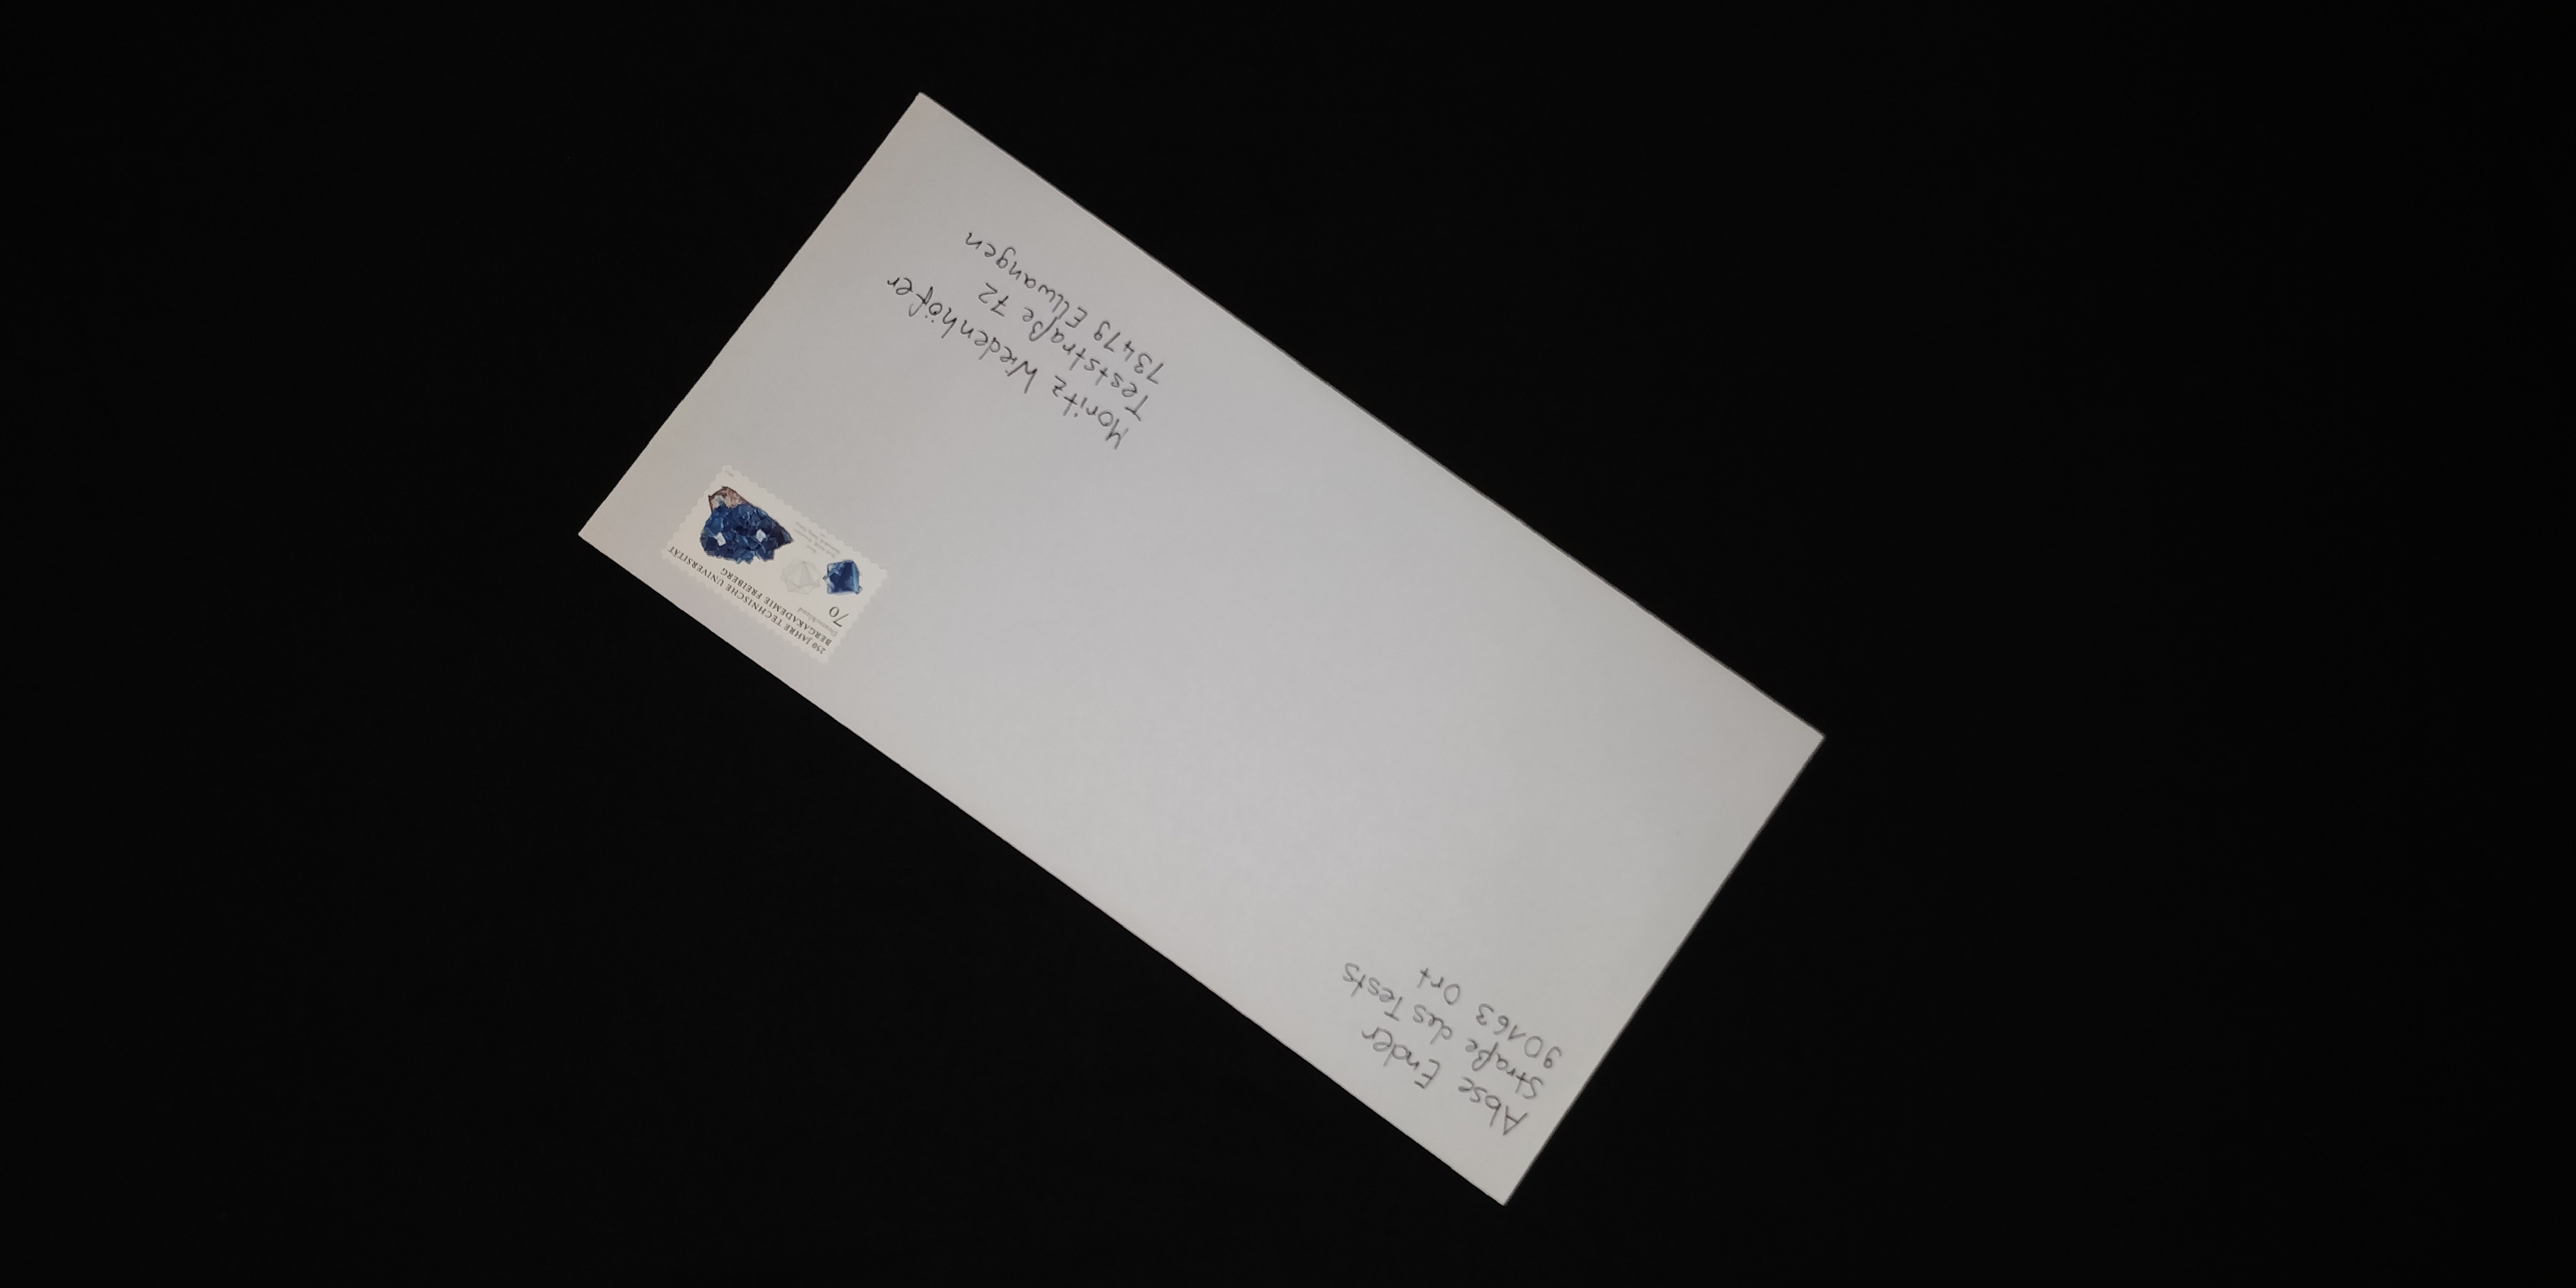 Abse Ender
Straße des Tests
90163 Ort
250 JAHRE TECHNISCHE UNIVERSITÄT
BERGAKADEMIE FREIBERG
Deutschland
70
Moritz Wiedenhöfer
Teststraße 72
73479 Ellwangen